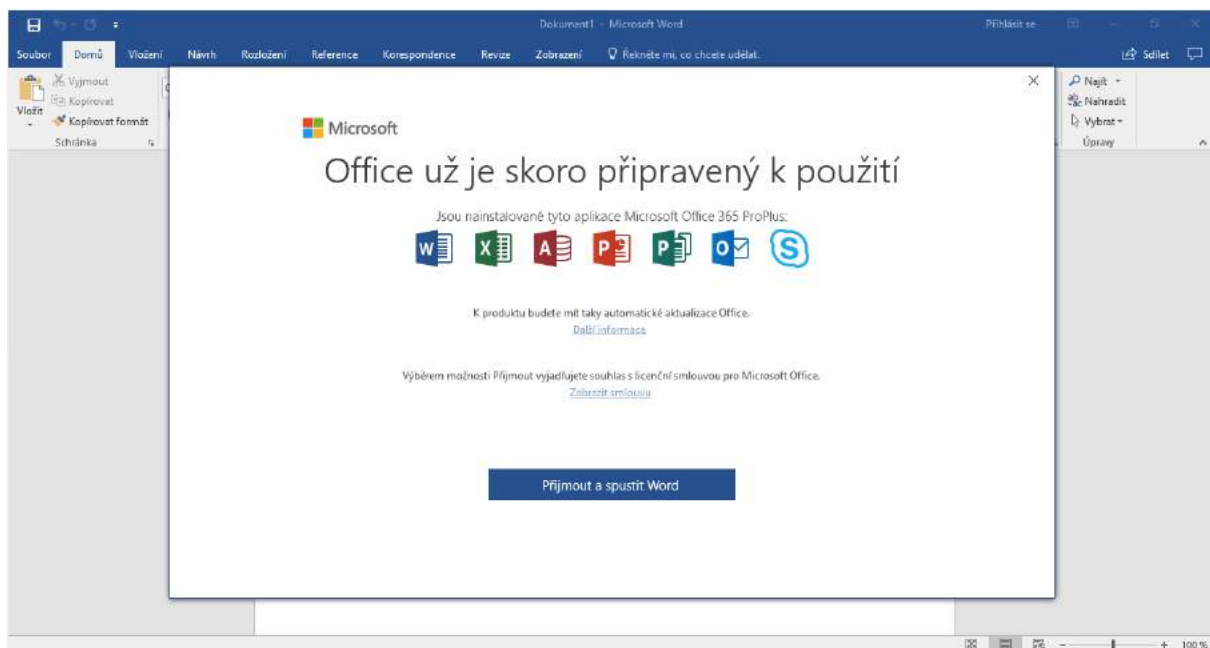 Dokument1 - Microsoft Word
Přihlásit se
Soubor Domů Vložení Návrh Rozložení Reference Korespondence Revize Zobrazení Řekněte mi, co chcete udělat. Sdílet
Vložit
Vyjmout
Kopírovat
Kopírovat formát
Schránka
Najít
Nahradit
Vybrat
Úpravy
Microsoft
Office už je skoro připravený k použití
Jsou nainstalované tyto aplikace Microsoft Office 365 ProPlus:
W X A P P O S
K produktu budete mít taky automatické aktualizace Office.
Další informace
Výběrem možnosti Přijmout vyjadřujete souhlas s licenční smlouvou pro Microsoft Office.
Zobrazit smlouvu
Přijmout a spustit Word
100 %